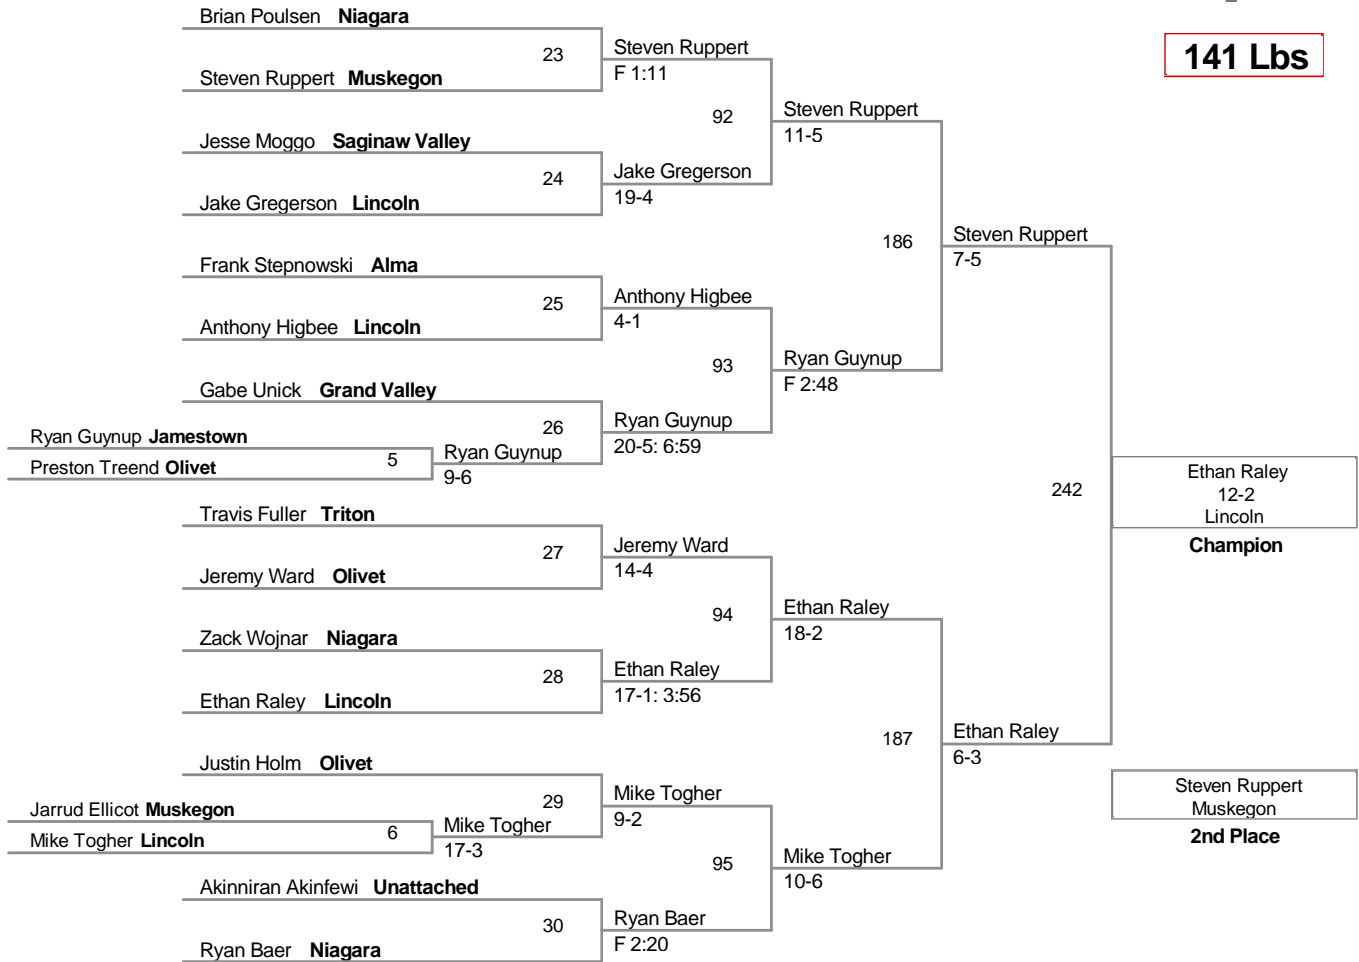 Brian Poulsen Niagara
23
Steven Ruppert
F 1:11
141 Lbs
Steven Ruppert Muskegon
92
Steven Ruppert
11-5
Jesse Moggo Saginaw Valley
24
Jake Gregerson
19-4
Jake Gregerson Lincoln
186
Steven Ruppert
7-5
Frank Stepnowski Alma
25
Anthony Higbee
4-1
Anthony Higbee Lincoln
93
Ryan Guynup
F 2:48
Gabe Unick Grand Valley
26
Ryan Guynup
20-5: 6:59
Ryan Guynup Jamestown
5
Ryan Guynup
9-6
Preston Treend Olivet
242
Ethan Raley
12-2
Lincoln
Champion
Travis Fuller Triton
27
Jeremy Ward
14-4
Jeremy Ward Olivet
94
Ethan Raley
18-2
Zack Wojnar Niagara
28
Ethan Raley
17-1: 3:56
Ethan Raley Lincoln
187
Ethan Raley
6-3
Justin Holm Olivet
29
Mike Togher
9-2
Jarrud Ellicot Muskegon
6
Mike Togher
17-3
Mike Togher Lincoln
95
Mike Togher
10-6
Steven Ruppert
Muskegon
2nd Place
Akinniran Akinfewi Unattached
30
Ryan Baer
F 2:20
Ryan Baer Niagara